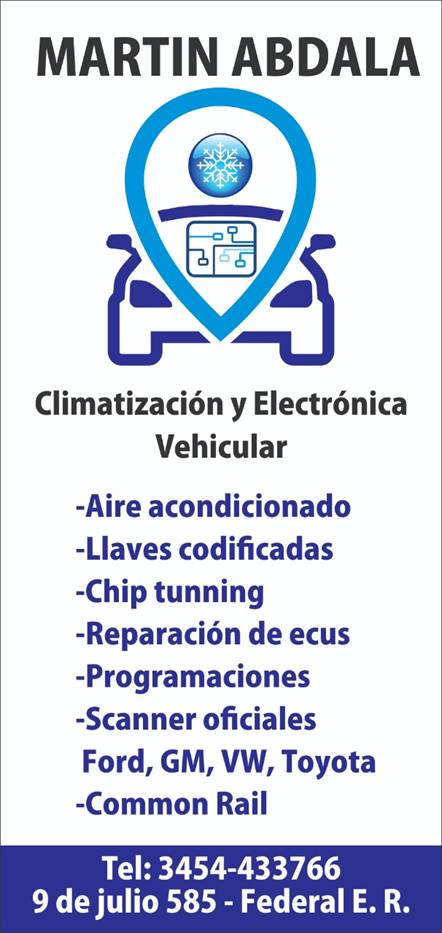 MARTIN ABDALA
Climatización y Electrónica
Vehicular
-Aire acondicionado
-Llaves codificadas
-Chip tunning
-Reparación de ecus
-Programaciones
-Scanner oficiales
Ford, GM, VW, Toyota
-Common Rail
Tel: 3454-433766
9 de julio 585 - Federal E. R.